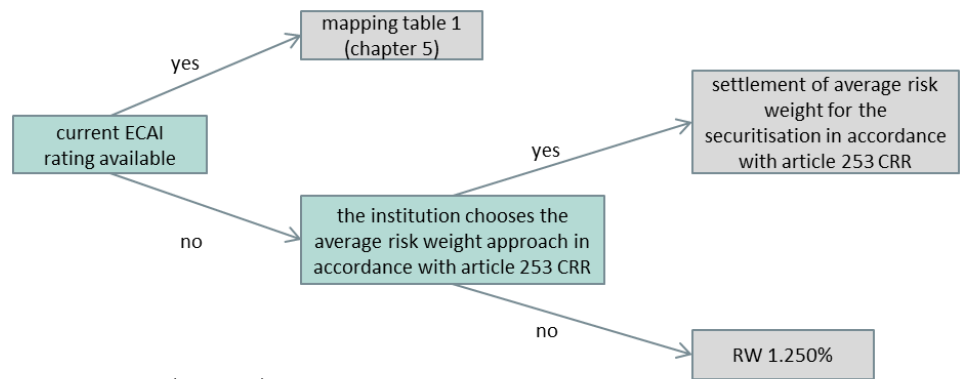 mapping table 1
(chapter 5)
yes
current ECAI
rating available
settlement of average risk
weight for the
securitisation in accordance
with article 253 CRR
yes
no
the institution chooses the
average risk weight approach in
accordance with article 253 CRR
no
RW 1.250%